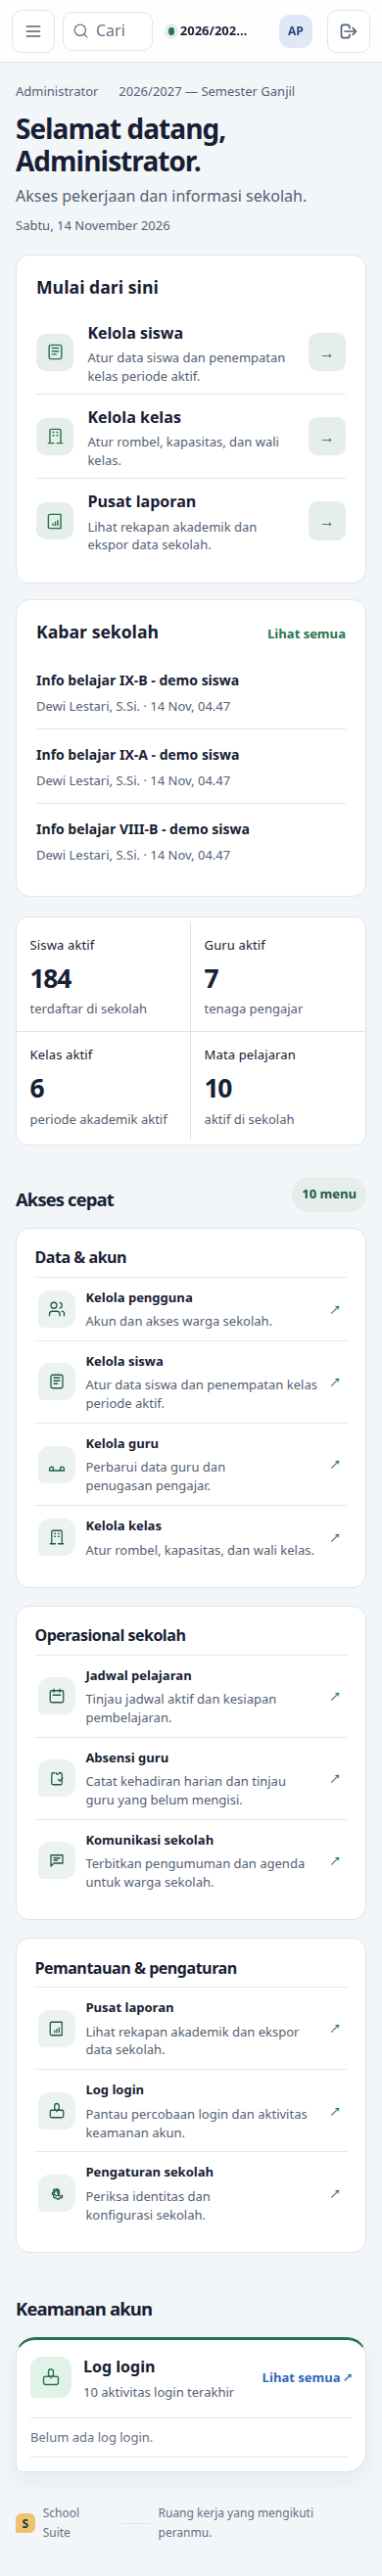 Cari
2026/202...
AP
Administrator 2026/2027 — Semester Ganjil
Selamat datang,
Administrator.
Akses pekerjaan dan informasi sekolah.
Sabtu, 14 November 2026
Mulai dari sini
Kelola siswa
Atur data siswa dan penempatan
kelas periode aktif.
→
Kelola kelas
Atur rombel, kapasitas, dan wali
kelas.
→
Pusat laporan
Lihat rekapan akademik dan
ekspor data sekolah.
→
Kabar sekolah
Lihat semua
Info belajar IX-B - demo siswa
Dewi Lestari, S.Si. · 14 Nov, 04.47
Info belajar IX-A - demo siswa
Dewi Lestari, S.Si. · 14 Nov, 04.47
Info belajar VIII-B - demo siswa
Dewi Lestari, S.Si. · 14 Nov, 04.47
Siswa aktif
184
terdaftar di sekolah
Guru aktif
7
tenaga pengajar
Kelas aktif
6
periode akademik aktif
Mata pelajaran
10
aktif di sekolah
Akses cepat
10 menu
Data & akun
Kelola pengguna
Akun dan akses warga sekolah.
↗
Kelola siswa
Atur data siswa dan penempatan kelas
periode aktif.
↗
Kelola guru
Perbarui data guru dan
penugasan pengajar.
↗
Kelola kelas
Atur rombel, kapasitas, dan wali kelas.
↗
Operasional sekolah
Jadwal pelajaran
Tinjau jadwal aktif dan kesiapan
pembelajaran.
↗
Absensi guru
Catat kehadiran harian dan tinjau
guru yang belum mengisi.
↗
Komunikasi sekolah
Terbitkan pengumuman dan agenda
untuk warga sekolah.
↗
Pemantauan & pengaturan
Pusat laporan
Lihat rekapan akademik dan ekspor
data sekolah.
↗
Log login
Pantau percobaan login dan aktivitas
keamanan akun.
↗
Pengaturan sekolah
Periksa identitas dan
konfigurasi sekolah.
↗
Keamanan akun
Log login
10 aktivitas login terakhir
Lihat semua ↗
Belum ada log login.
S
School
Suite
Ruang kerja yang mengikuti
peranmu.